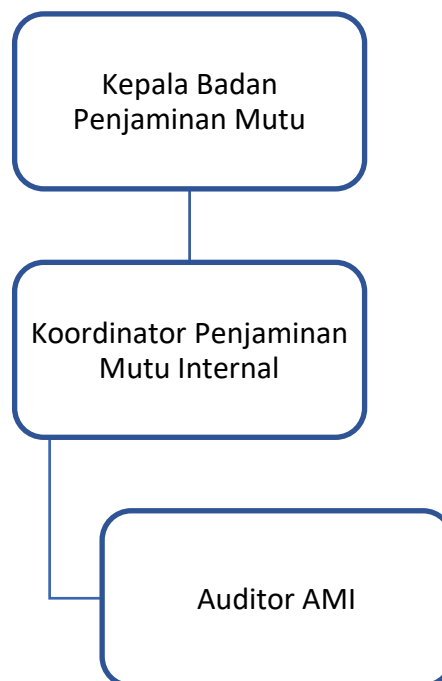 Kepala Badan
Penjaminan Mutu
Koordinator Penjaminan
Mutu Internal
Auditor AMI